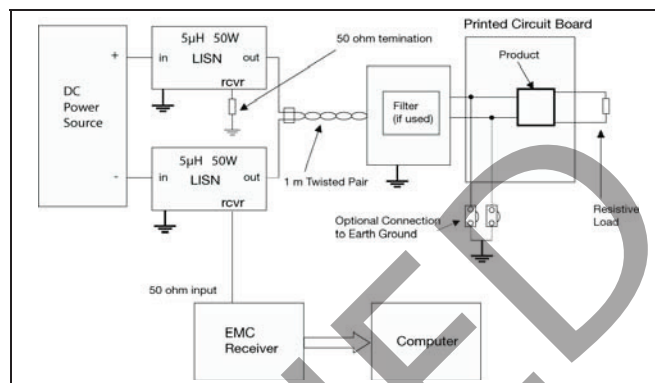 Printed Circuit Board
5µH 50W
LISN
in
out
rcvr
+
50 ohm temination
DC
Power
Source
Product
Filter
(if used)
-
5µH 50W
LISN
in
out
rcvr
1 m Twisted Pair
Optional Connection
to Earth Ground
Resistive
Load
50 ohm input
EMC
Receiver
Computer